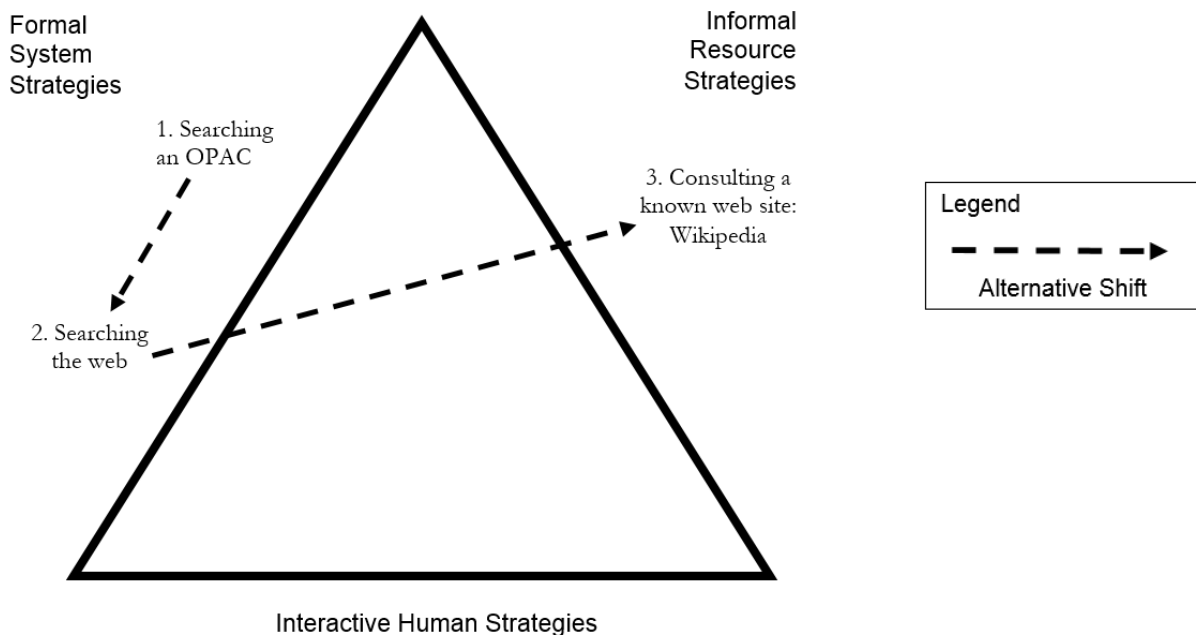 Formal
System
Strategies
Informal
Resource
Strategies
1. Searching
an OPAC
3. Consulting a
known web site:
Wikipedia
2. Searching
the web
Interactive Human Strategies
Legend
Alternative Shift